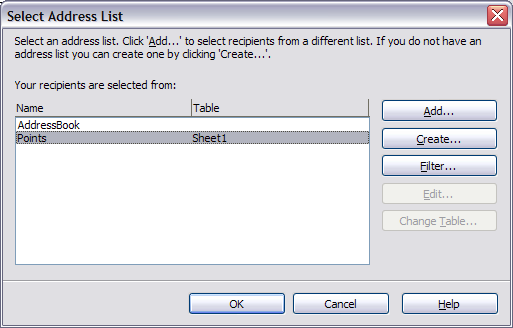 Select Address List
Select an address list. Click 'Add...' to select recipients from a different list. If you do not have an
address list you can create one by clicking 'Create...'.
Your recipients are selected from:
Name Table
AddressBook
Points Sheet1
Add...
Create...
Filter...
Edit...
Change Table...
OK Cancel Help